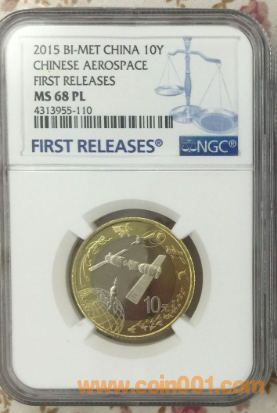 2015 BI-MET CHINA 10Y
CHINESE AEROSPACE
FIRST RELEASES
MS 68 PL
4313955-110
FIRST RELEASES®
NGC®
10元
www.coin001.com